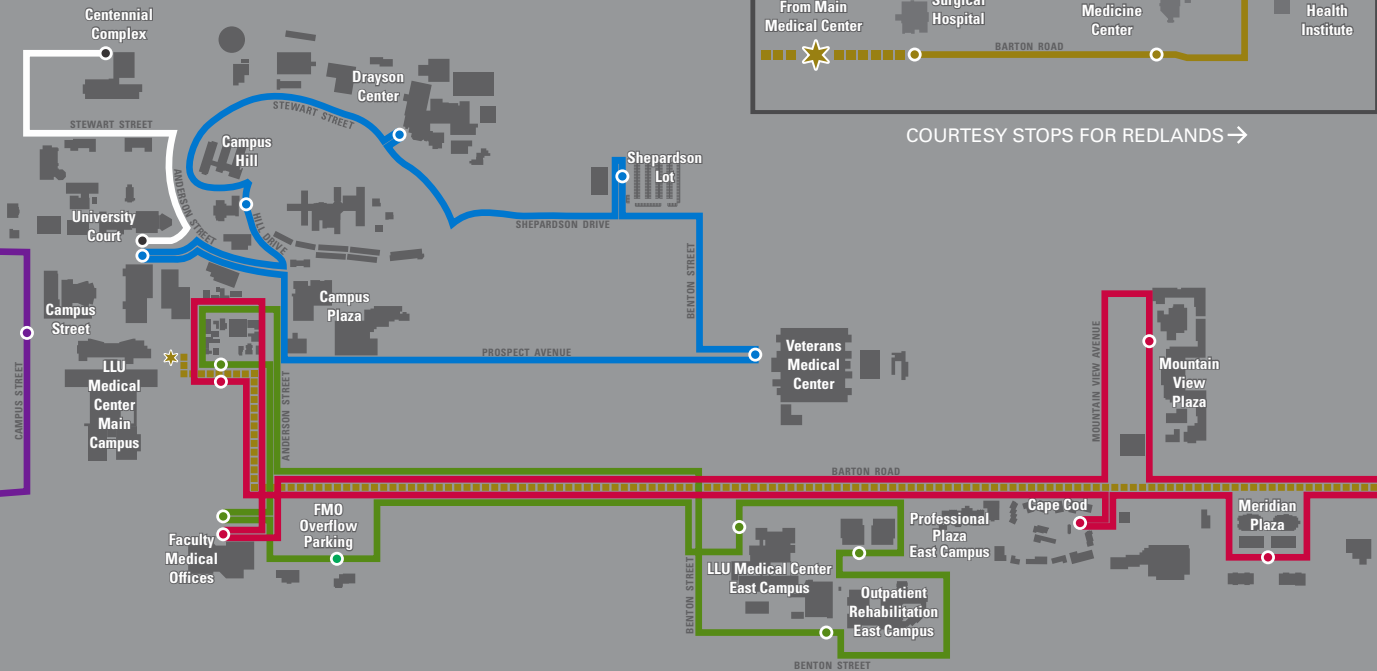 Centennial
Complex
From Main
Medical Center
Surgical
Hospital
Medicine
Center
Health
Institute
BARTON ROAD
COURTESY STOPS FOR REDLANDS →
STEWART STREET
Drayson
Center
STEWART STREET
Campus
Hill
ANDERSON STREET
HILL DRIVE
University
Court
Shepardson
Lot
SHEPARDSON DRIVE
BENTON STREET
Campus
Street
CAMPUS STREET
LLU
Medical
Center
Main
Campus
Campus
Plaza
PROSPECT AVENUE
ANDERSON STREET
Veterans
Medical
Center
MOUNTAIN VIEW AVENUE
Mountain
View
Plaza
BARTON ROAD
FMO
Overflow
Parking
Faculty
Medical
Offices
BENTON STREET
LLU Medical Center
East Campus
Professional
Plaza
East Campus
Outpatient
Rehabilitation
East Campus
BENTON STREET
Cape Cod
Meridian
Plaza